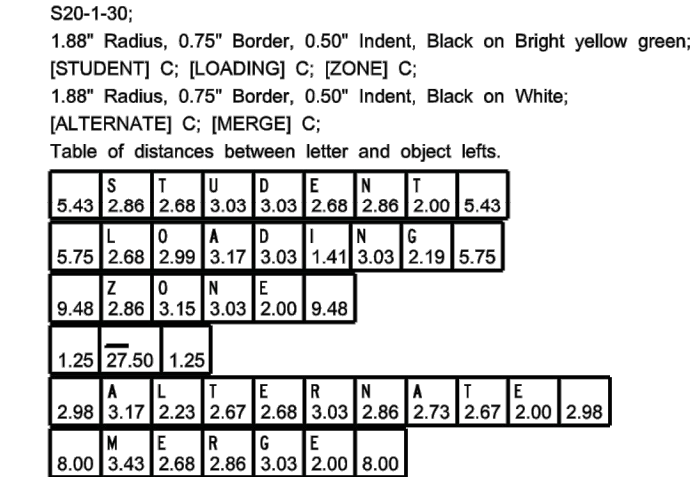 S20-1-30;
1.88" Radius, 0.75" Border, 0.50" Indent, Black on Bright yellow green;
[STUDENT] C; [LOADING] C; [ZONE] C;
1.88" Radius, 0.75" Border, 0.50" Indent, Black on White;
[ALTERNATE] C; [MERGE] C;
Table of distances between letter and object lefts.
S T U D E N T
5.43 2.86 2.68 3.03 3.03 2.68 2.86 2.00 5.43
L O A D I N G
5.75 2.68 2.99 3.17 3.03 1.41 3.03 2.19 5.75
Z O N E
9.48 2.86 3.15 3.03 2.00 9.48
1.25 27.50 1.25
A L T E R N A T E
2.98 3.17 2.23 2.67 2.68 3.03 2.86 2.73 2.67 2.00 2.98
M E R G E
8.00 3.43 2.68 2.86 3.03 2.00 8.00